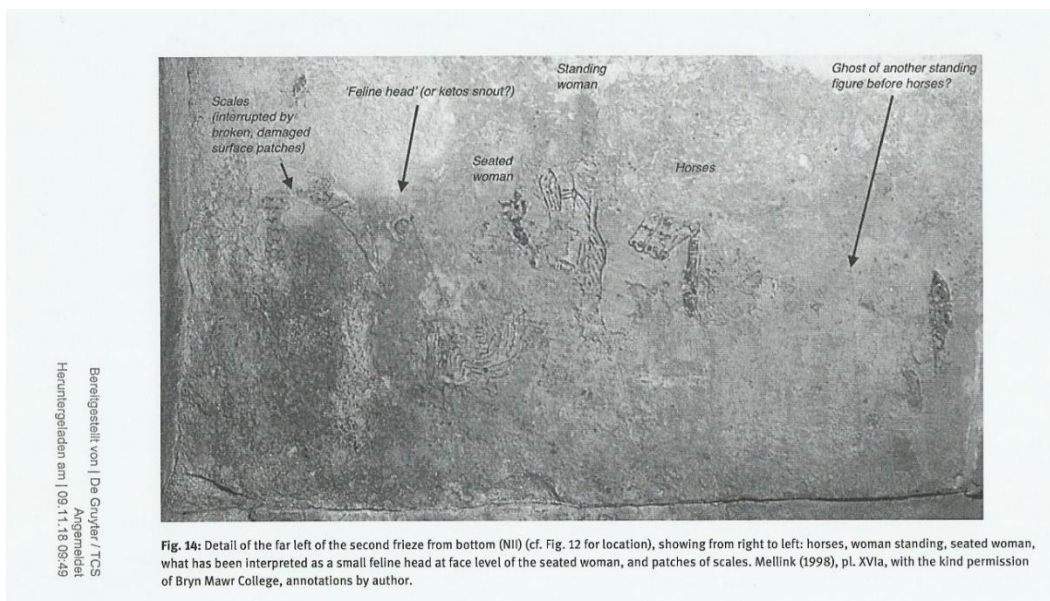 Standing
woman
Ghost of another standing
figure before horses?
'Feline head' (or ketos snout?)
Scales
(interrupted by
broken, damaged
surface patches)
Seated
woman
Horses
Fig. 14: Detail of the far left of the second frieze from bottom (NII) (cf. Fig. 12 for location), showing from right to left: horses, woman standing, seated woman,
what has been interpreted as a small feline head at face level of the seated woman, and patches of scales. Mellink (1998), pl. XVIa, with the kind permission
of Bryn Mawr College, annotations by author.
Bereitgestellt von | De Gruyter / TCS
Angemeldet
Heruntergeladen am | 09.11.18 09:49